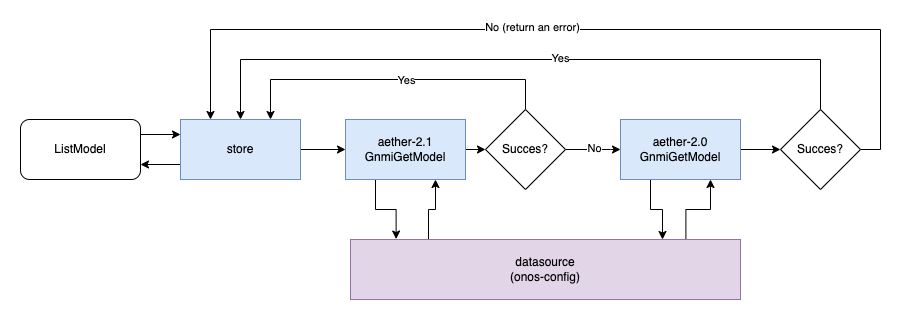 No (return an error)
Yes
Yes
ListModel
store
aether-2.1
GnmiGetModel
Succes?
No
aether-2.0
GnmiGetModel
Succes?
datasource
(onos-config)